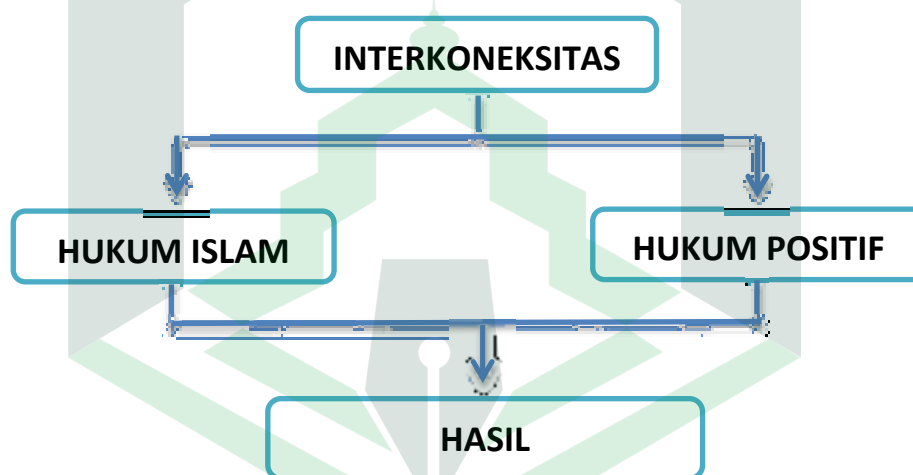 INTERKONEKSITAS
HUKUM ISLAM
HUKUM POSITIF
HASIL